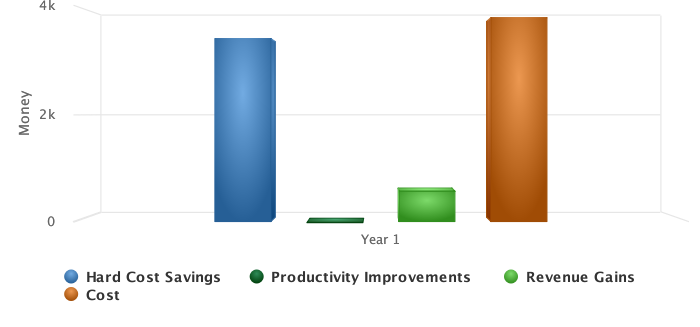 4k
2k
0
Money
Year 1
Hard Cost Savings
Productivity Improvements
Revenue Gains
Cost